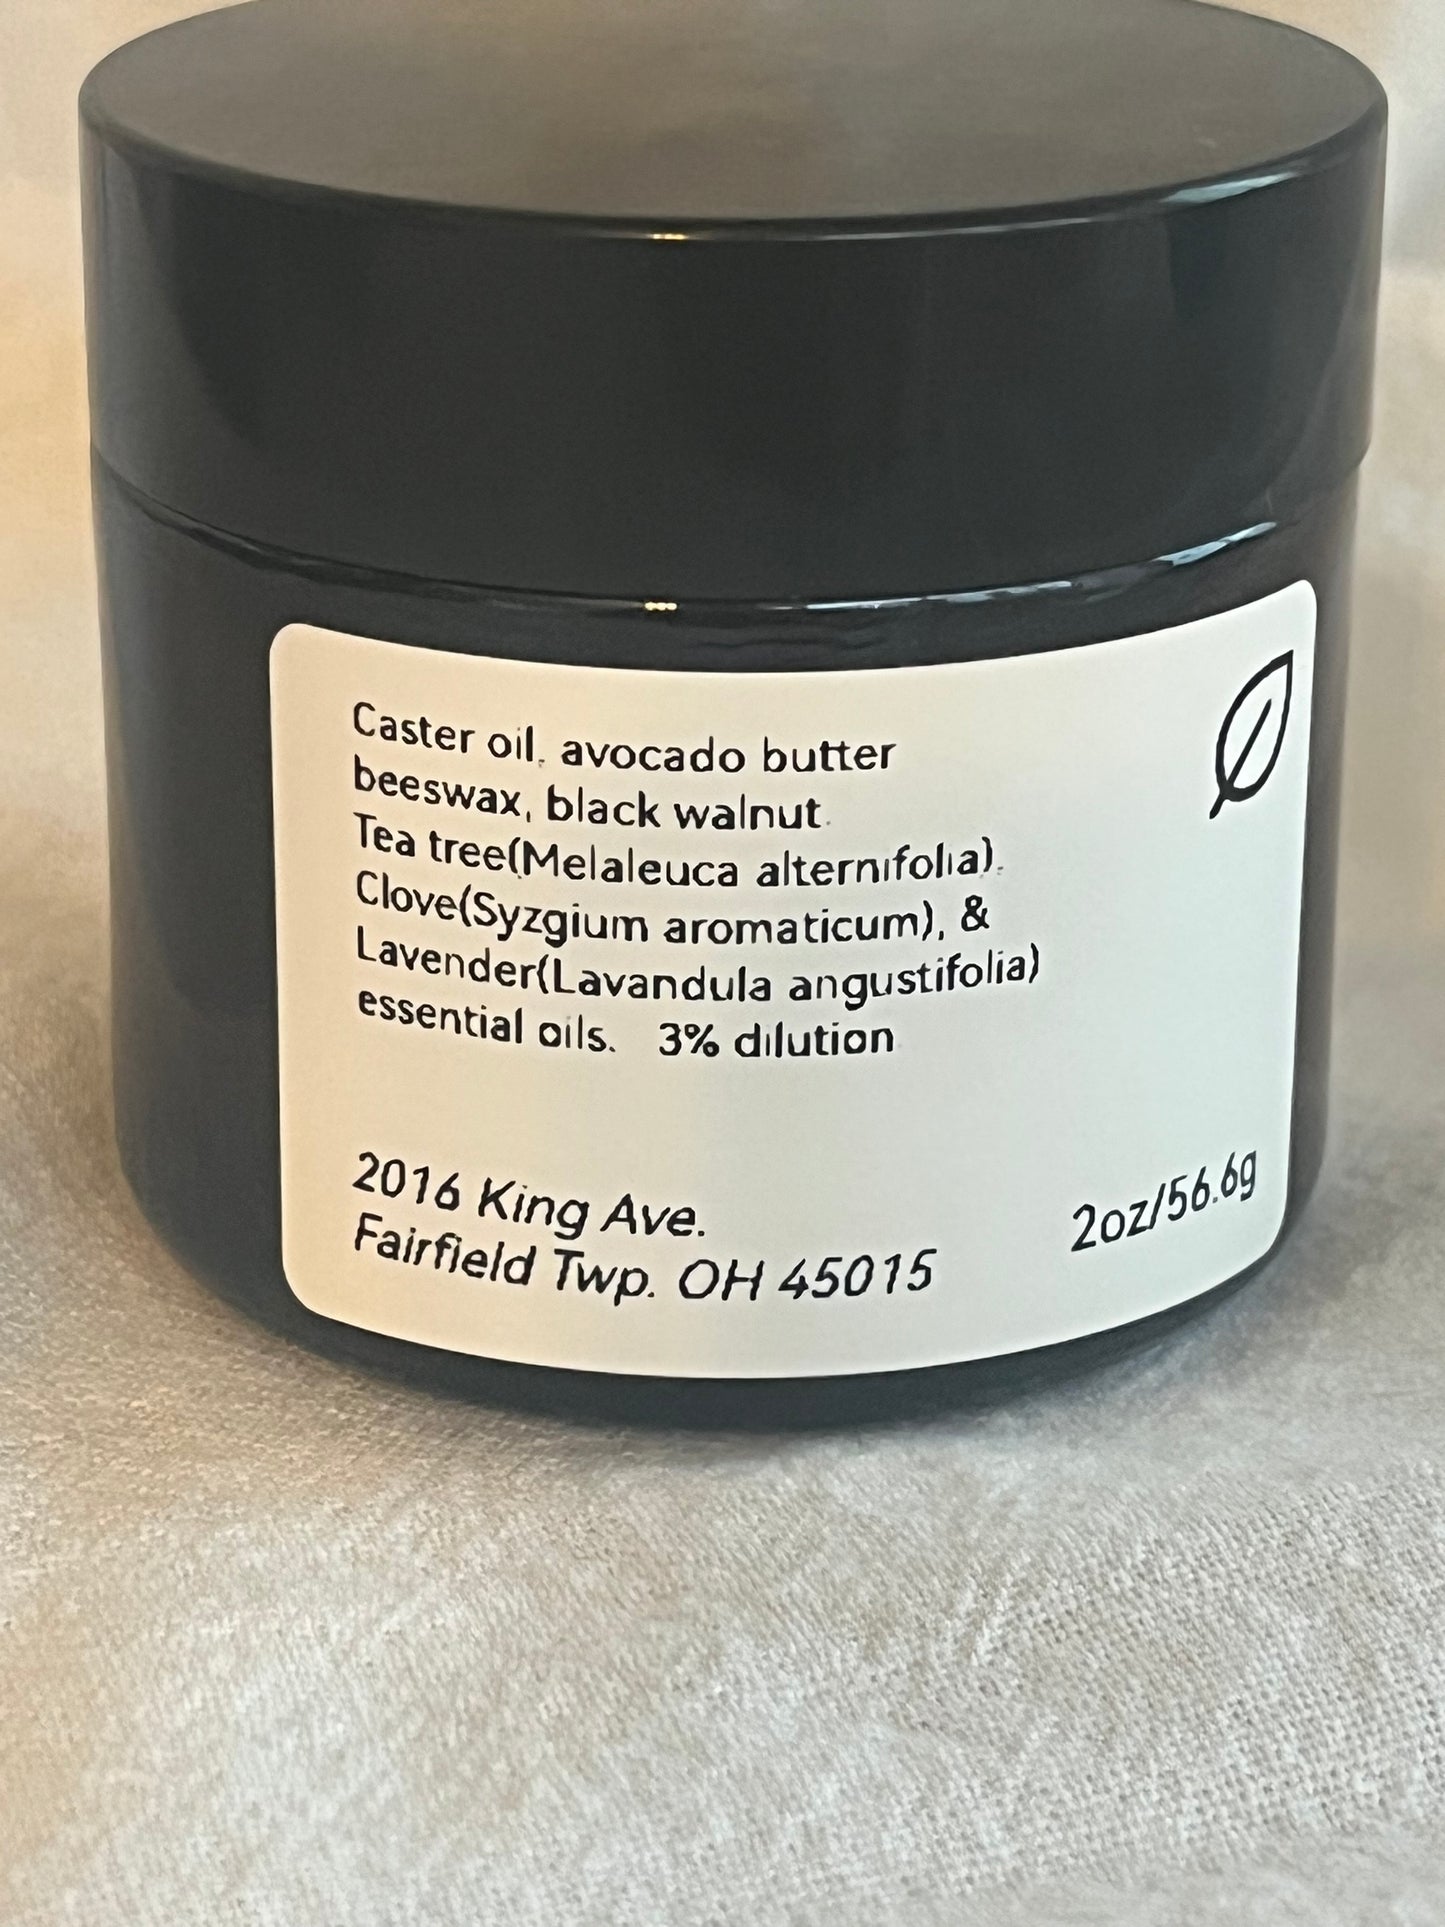 Caster oil, avocado butter
beeswax, black walnut.
Tea tree(Melaleuca alternifolia).
Clove(Syzgium aromaticum), &
Lavender(Lavandula angustifolia)
essential oils. 3% dilution
2016 King Ave.
Fairfield Twp. OH 45015
2oz/56.6g